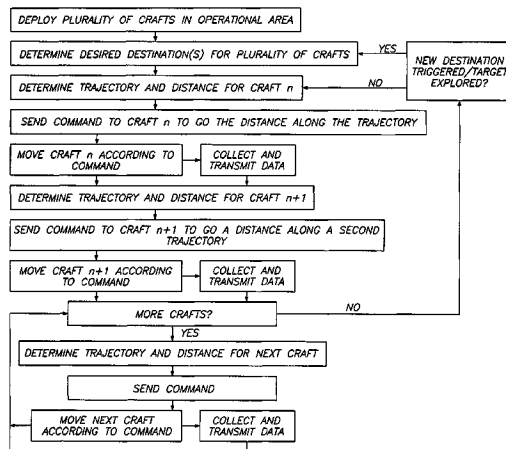 DEPLOY PLURALITY OF CRAFTS IN OPERATIONAL AREA
DETERMINE DESIRED DESTINATION(S) FOR PLURALITY OF CRAFTS
YES
NEW DESTINATION
TRIGGERED/TARGET
EXPLORED?
NO
DETERMINE TRAJECTORY AND DISTANCE FOR CRAFT n
SEND COMMAND TO CRAFT n TO GO THE DISTANCE ALONG THE TRAJECTORY
MOVE CRAFT n ACCORDING TO
COMMAND
COLLECT AND
TRANSMIT DATA
DETERMINE TRAJECTORY AND DISTANCE FOR CRAFT n+1
SEND COMMAND TO CRAFT n+1 TO GO A DISTANCE ALONG A SECOND
TRAJECTORY
MOVE CRAFT n+1 ACCORDING
TO COMMAND
COLLECT AND
TRANSMIT DATA
MORE CRAFTS?
NO
YES
DETERMINE TRAJECTORY AND DISTANCE FOR NEXT CRAFT
SEND COMMAND
MOVE NEXT CRAFT
ACCORDING TO COMMAND
COLLECT AND
TRANSMIT DATA